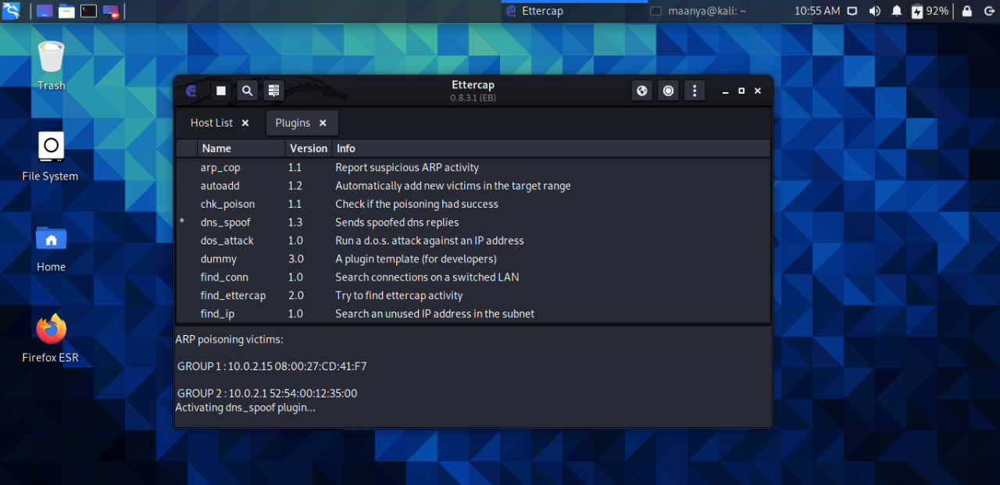 Ettercap
maanya@kali: ~
10:55 AM
92%
Trash
File System
Home
Firefox ESR
Ettercap
0.8.3.1 (EB)
Host List
Plugins
Name Version Info
arp_cop 1.1 Report suspicious ARP activity
autoadd 1.2 Automatically add new victims in the target range
chk_poison 1.1 Check if the poisoning had success
* dns_spoof 1.3 Sends spoofed dns replies
dos_attack 1.0 Run a d.o.s. attack against an IP address
dummy 3.0 A plugin template (for developers)
find_conn 1.0 Search connections on a switched LAN
find_ettercap 2.0 Try to find ettercap activity
find_ip 1.0 Search an unused IP address in the subnet
ARP poisoning victims:
GROUP 1 : 10.0.2.15 08:00:27:CD:41:F7
GROUP 2 : 10.0.2.1 52:54:00:12:35:00
Activating dns_spoof plugin...